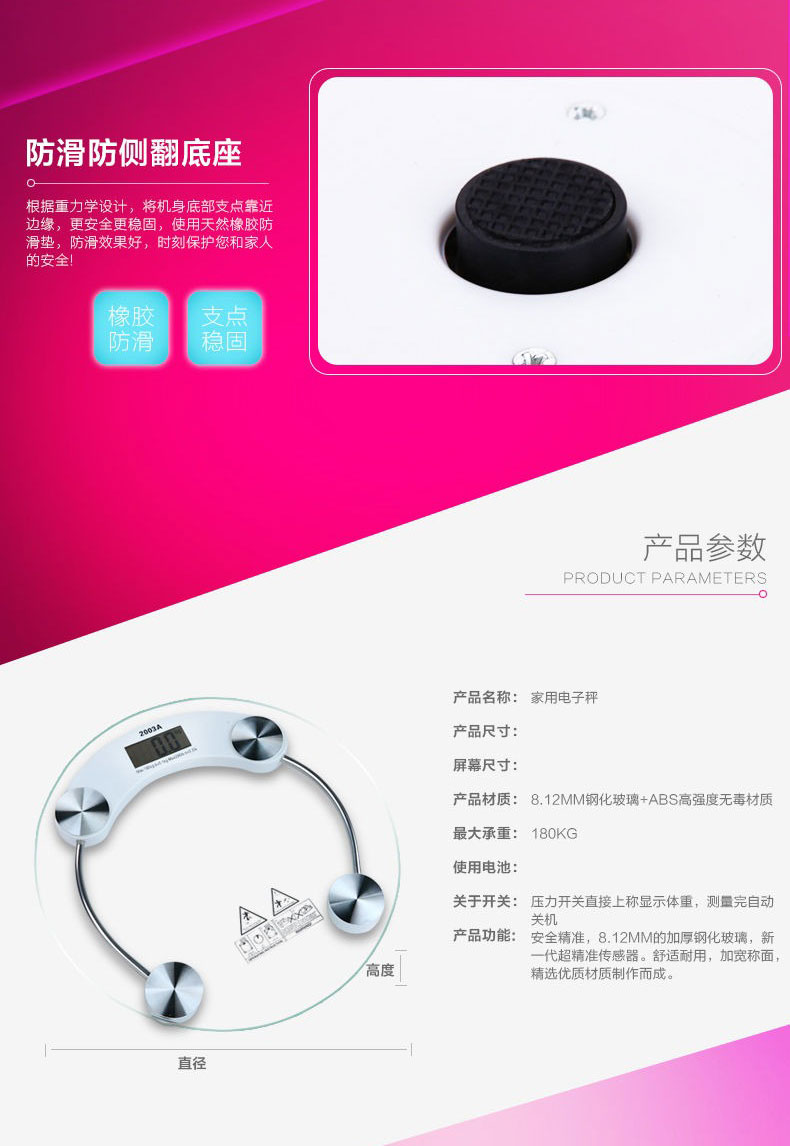 防滑防侧翻底座
根据重力学设计，将机身底部支点靠近
边缘，更安全更稳固，使用天然橡胶防
滑垫，防滑效果好，时刻保护您和家人
的安全!
橡胶
防滑
支点
稳固
产品参数
PRODUCT PARAMETERS
产品名称： 家用电子秤
产品尺寸：
屏幕尺寸：
产品材质： 8.12MM钢化玻璃+ABS高强度无毒材质
最大承重： 180KG
使用电池：
关于开关： 压力开关直接上称显示体重，测量完自动
关机
产品功能： 安全精准，8.12MM的加厚钢化玻璃，新
一代超精准传感器。舒适耐用，加宽称面，
精选优质材质制作而成。
2003A
0.0
高度
直径